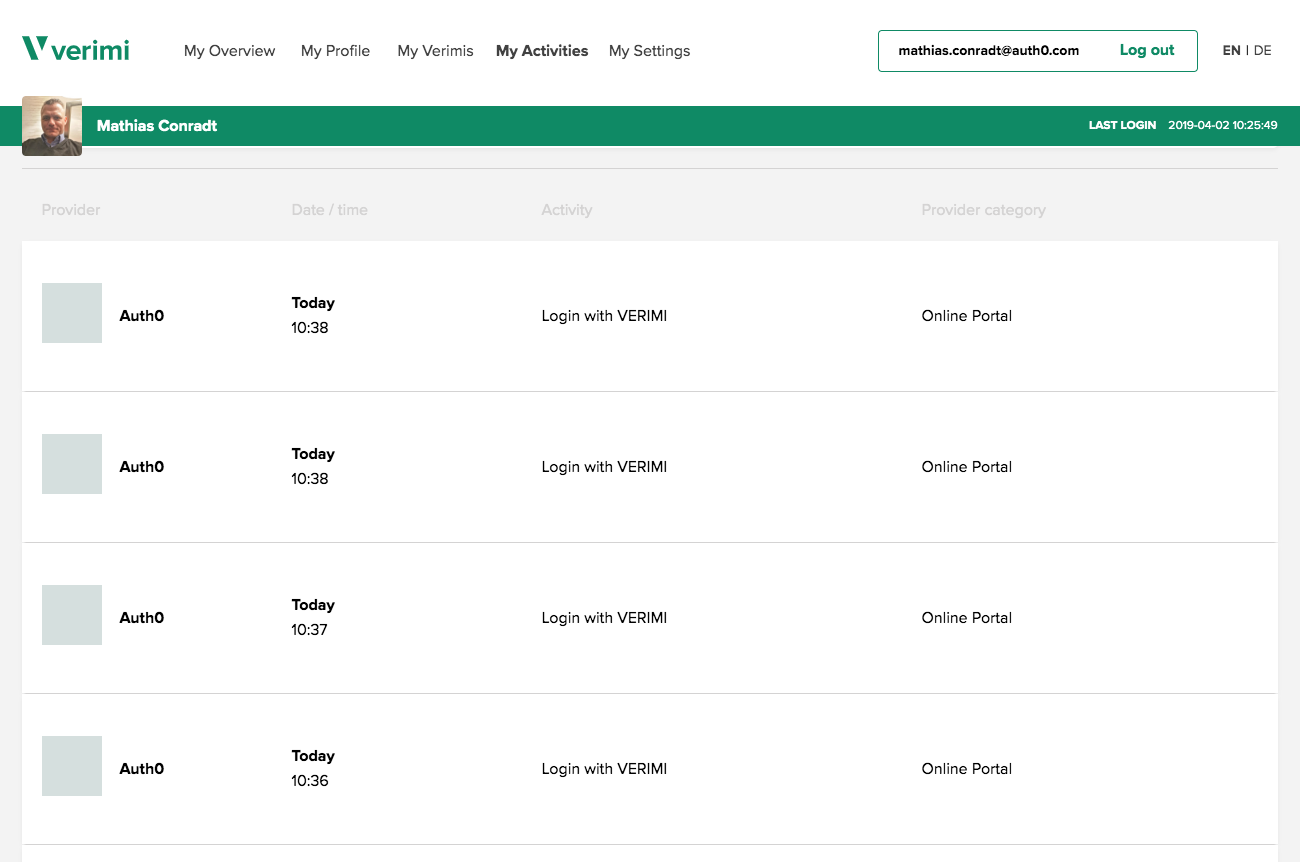 verimi
My Overview My Profile My Verimis My Activities My Settings
mathias.conradt@auth0.com Log out
EN | DE
Mathias Conradt
LAST LOGIN 2019-04-02 10:25:49
Provider Date / time Activity Provider category
Auth0
Today
10:38
Login with VERIMI
Online Portal
Auth0
Today
10:38
Login with VERIMI
Online Portal
Auth0
Today
10:37
Login with VERIMI
Online Portal
Auth0
Today
10:36
Login with VERIMI
Online Portal